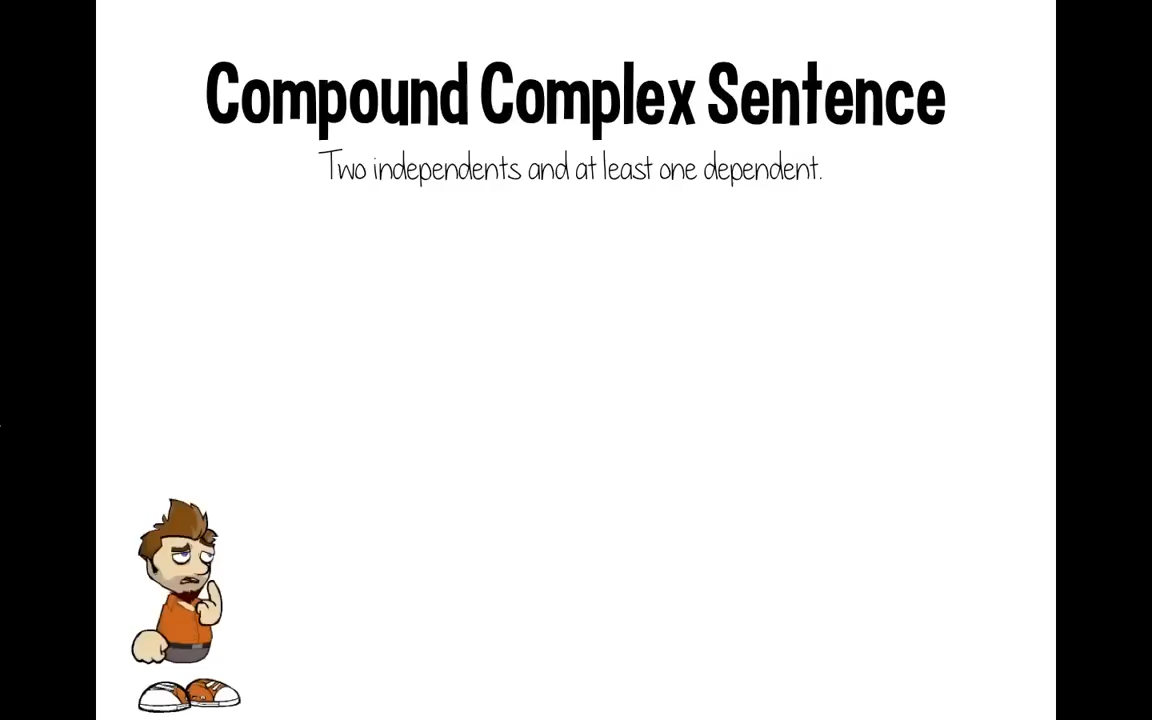 Compound Complex Sentence
Two independents and at least one dependent.